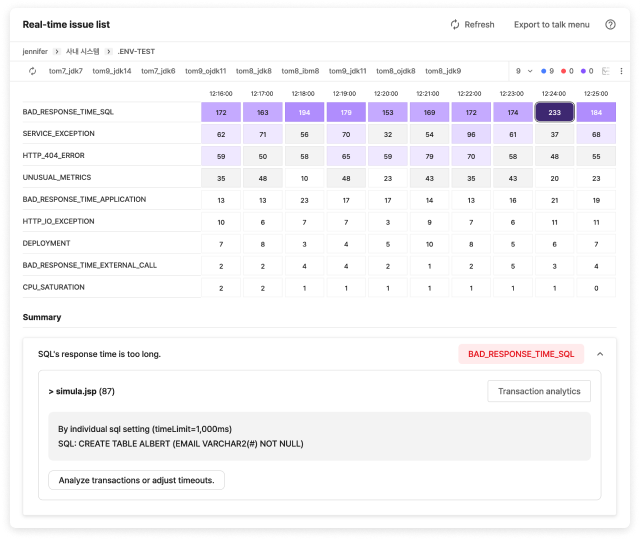 Real-time issue list
Refresh Export to talk menu
jennifer > 사내 시스템 > .ENV-TEST
tom7_jdk7 tom9_jdk14 tom7_jdk6 tom9_ojdk11 tom8_jdk8 tom8_ibm8 tom9_jdk11 tom8_ojdk8 tom8_jdk9 9 9 0 0
12:16:00 12:17:00 12:18:00 12:19:00 12:20:00 12:21:00 12:22:00 12:23:00 12:24:00 12:25:00
BAD_RESPONSE_TIME_SQL 172 163 194 179 153 169 172 174 233 184
SERVICE_EXCEPTION 62 71 56 70 32 54 96 61 37 68
HTTP_404_ERROR 59 50 58 65 59 79 70 58 48 55
UNUSUAL_METRICS 35 48 10 48 23 43 35 43 20 23
BAD_RESPONSE_TIME_APPLICATION 13 13 23 17 17 14 13 16 21 19
HTTP_IO_EXCEPTION 10 6 7 7 3 9 7 6 11 11
DEPLOYMENT 7 8 3 4 5 10 8 5 6 7
BAD_RESPONSE_TIME_EXTERNAL_CALL 2 2 4 4 2 1 2 5 3 4
CPU_SATURATION 2 2 1 1 1 1 1 1 1 0
Summary
SQL's response time is too long. BAD_RESPONSE_TIME_SQL
> simula.jsp (87) Transaction analytics
By individual sql setting (timeLimit=1,000ms)
SQL: CREATE TABLE ALBERT (EMAIL VARCHAR2(#) NOT NULL)
Analyze transactions or adjust timeouts.